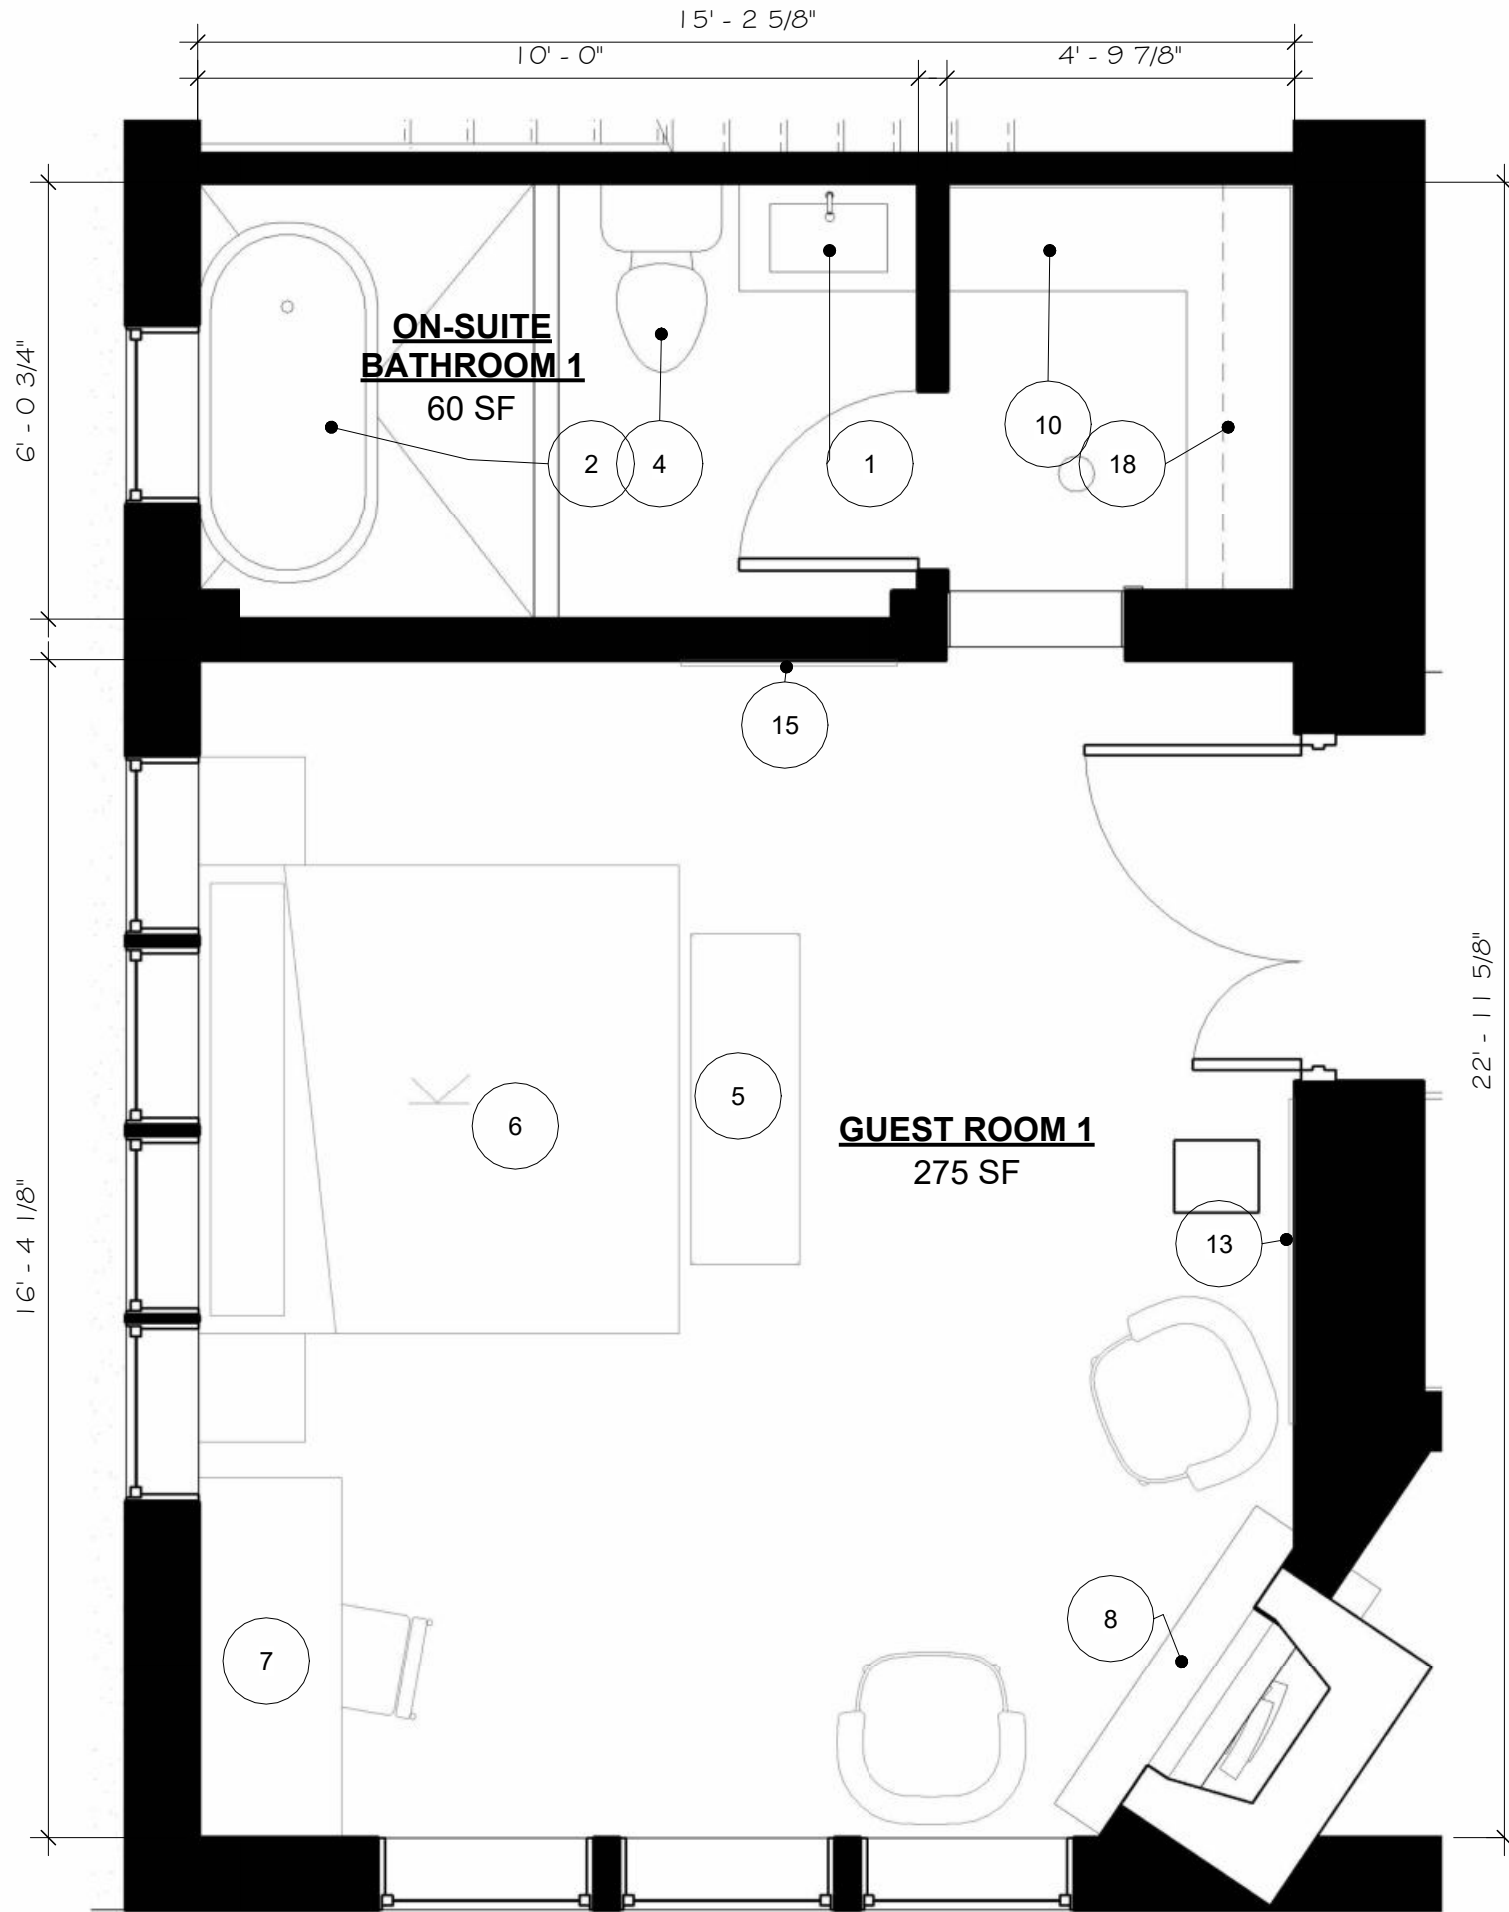 15' - 2 5/8"
10' - 0"
4' - 9 7/8"
6' - 0 3/4"
ON-SUITE
BATHROOM 1
60 SF
2
4
1
10
18
15
16' - 4 1/8"
22' - 11 5/8"
6
5
GUEST ROOM 1
275 SF
13
7
8
K